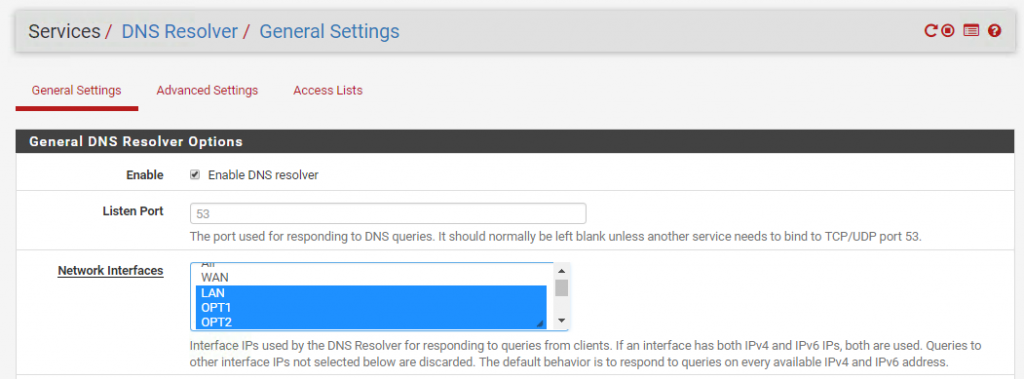 Services / DNS Resolver / General Settings
General Settings Advanced Settings Access Lists
General DNS Resolver Options
Enable Enable DNS resolver
Listen Port 53
The port used for responding to DNS queries. It should normally be left blank unless another service needs to bind to TCP/UDP port 53.
Network Interfaces All
WAN
LAN
OPT1
OPT2
Interface IPs used by the DNS Resolver for responding to queries from clients. If an interface has both IPv4 and IPv6 IPs, both are used. Queries to
other interface IPs not selected below are discarded. The default behavior is to respond to queries on every available IPv4 and IPv6 address.